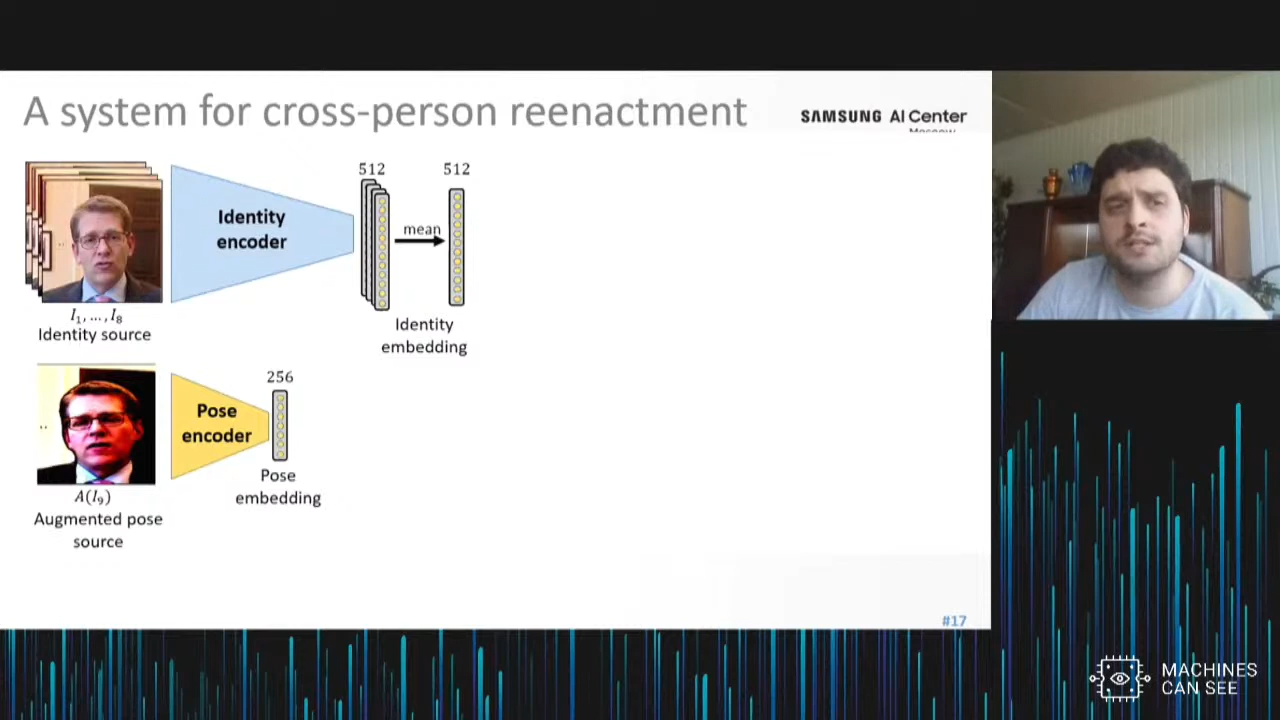 A system for cross-person reenactment
SAMSUNG AI Center
Moscow
512
512
Identity
encoder
mean
I₁, …, I₈
Identity source
Identity
embedding
256
Pose
encoder
Pose
embedding
A(I₉)
Augmented pose
source
#17
MACHINES
CAN SEE